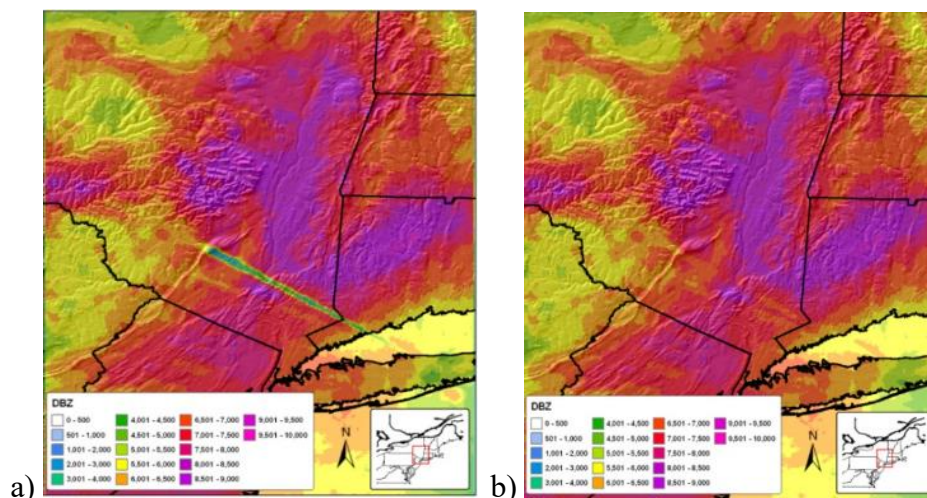 DBZ
0 - 500 4,001 - 4,500 6,501 - 7,000 9,001 - 9,500
501 - 1,000 4,501 - 5,000 7,001 - 7,500 9,501 - 10,000
1,001 - 2,000 5,001 - 5,500 7,501 - 8,000
2,001 - 3,000 5,501 - 6,000 8,001 - 8,500
3,001 - 4,000 6,001 - 6,500 8,501 - 9,000
N
a)
DBZ
0 - 500 4,001 - 4,500 6,501 - 7,000 9,001 - 9,500
501 - 1,000 4,501 - 5,000 7,001 - 7,500 9,501 - 10,000
1,001 - 2,000 5,001 - 5,500 7,501 - 8,000
2,001 - 3,000 5,501 - 6,000 8,001 - 8,500
3,001 - 4,000 6,001 - 6,500 8,501 - 9,000
N
b)